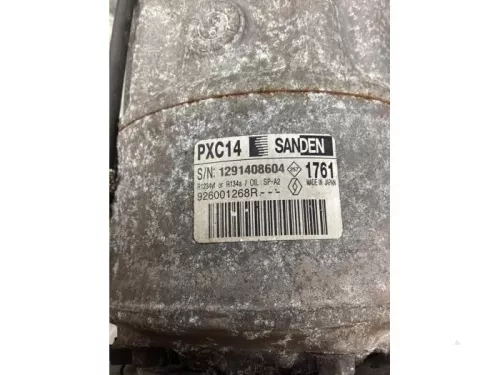 PXC14 SANDEN
S/N: 1291408604 1761
R1234yf or R134a / OIL: SP-A2 MADE IN JAPAN
926001268R---